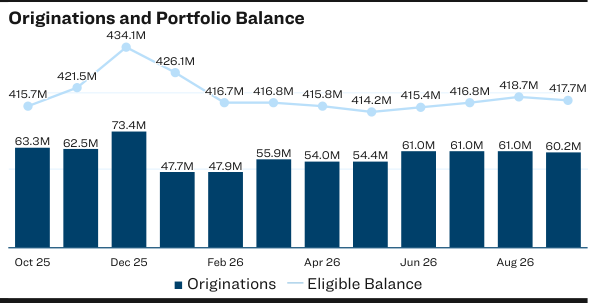 Originations and Portfolio Balance
434.1M
426.1M
421.5M
415.7M
416.7M 416.8M 415.8M 414.2M 415.4M 416.8M 418.7M 417.7M
73.4M
63.3M 62.5M
47.7M 47.9M 55.9M 54.0M 54.4M 61.0M 61.0M 61.0M 60.2M
Oct 25 Dec 25 Feb 26 Apr 26 Jun 26 Aug 26
Originations Eligible Balance